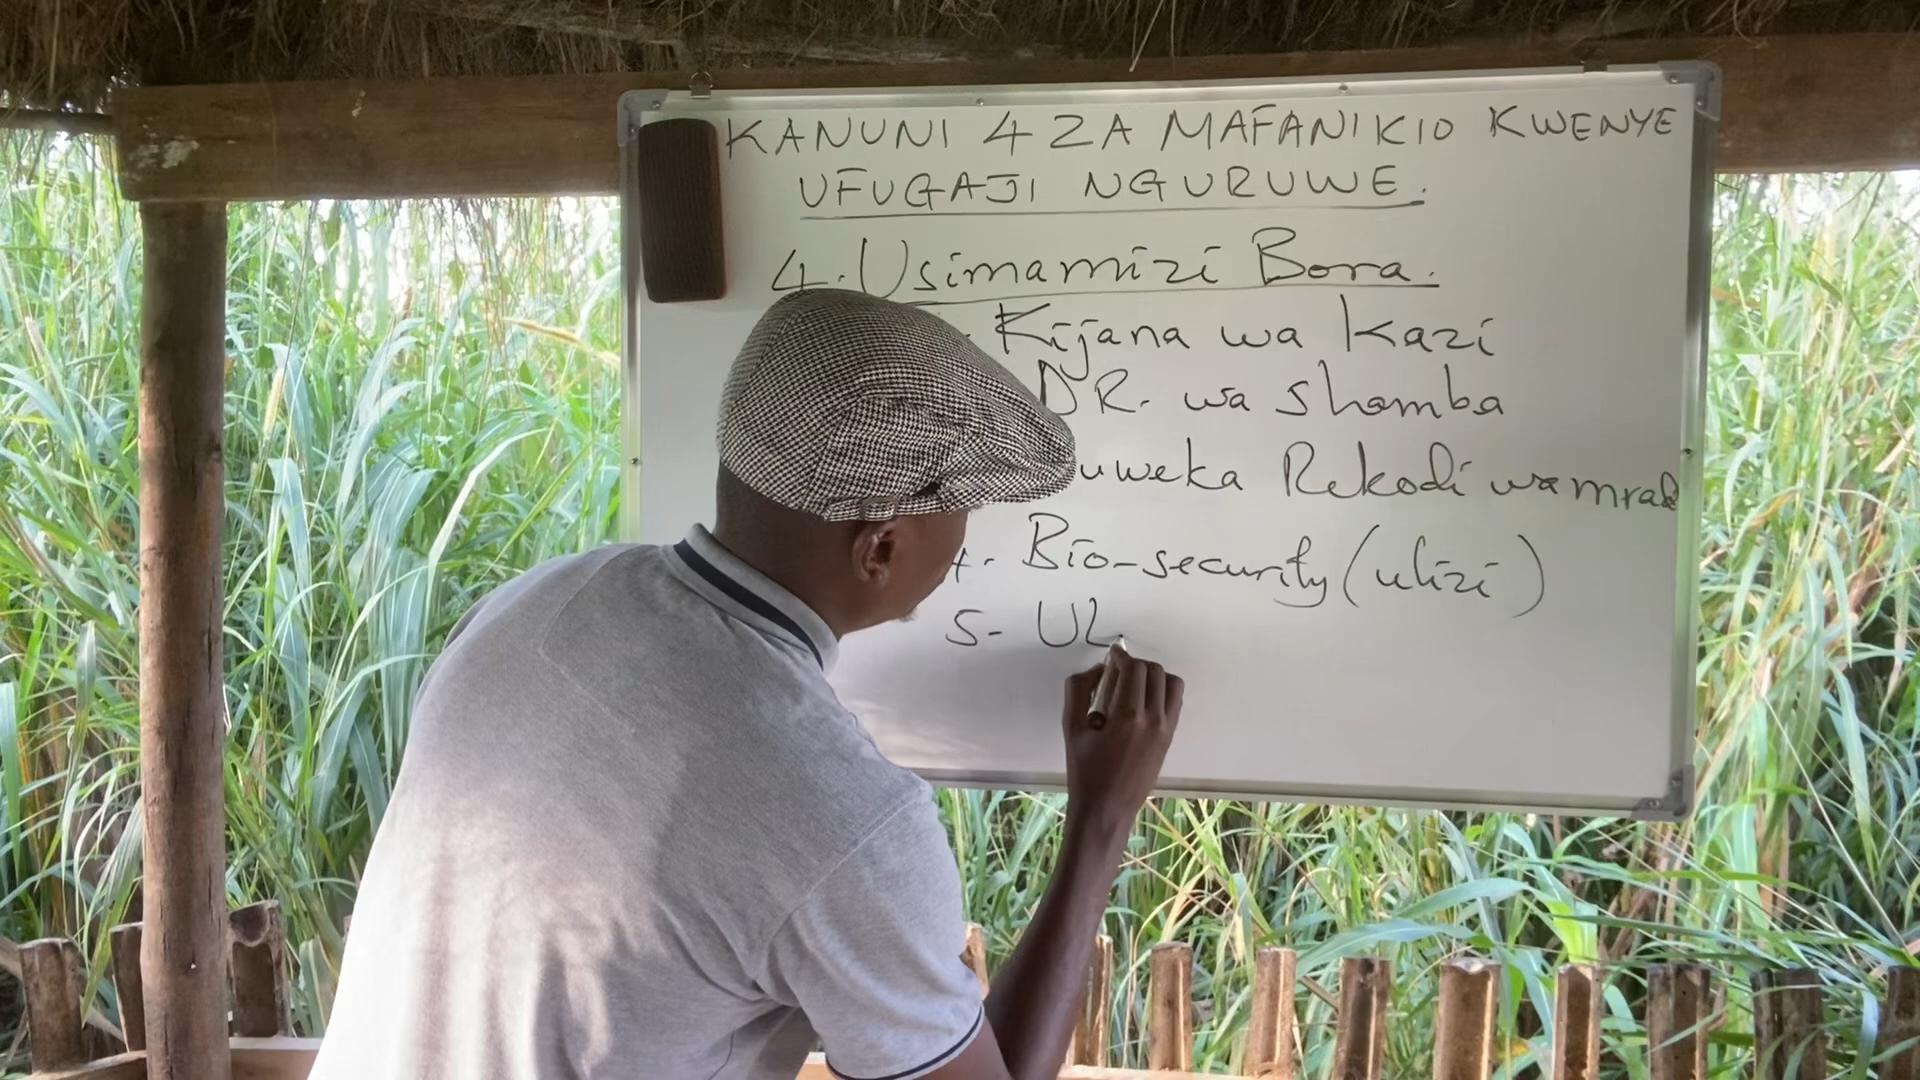 KANUNI 4 ZA MAFANIKIO KWENYE
UFUGAJI NGURUWE.
4. Usimamizi Bora.
Kijana wa kazi
DR. wa shamba
uweka Rekodi wa
4. Bio-security (ulizi)
5- UL